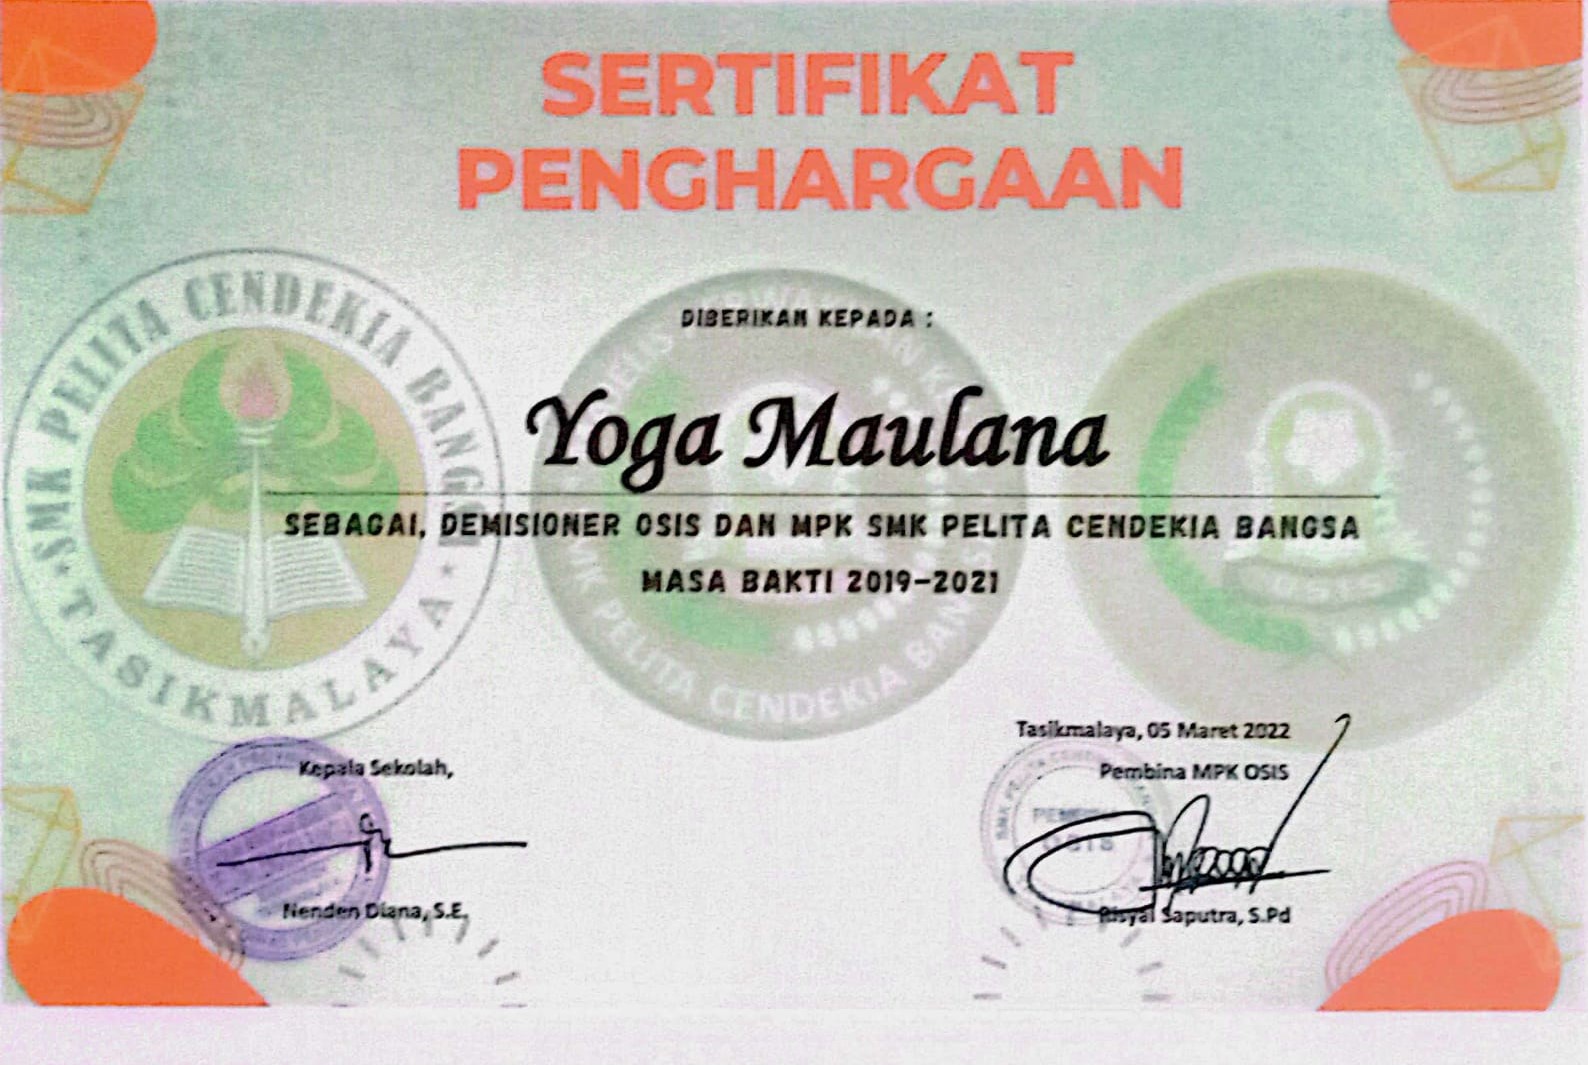 SERTIFIKAT
PENGHARGAAN
DIBERIKAN KEPADA :
Yoga Maulana
SEBAGAI, DEMISIONER OSIS DAN MPK SMK PELITA CENDEKIA BANGSA
MASA BAKTI 2019-2021
SMK PELITA CENDEKIA BANGSA
TASIKMALAYA
SMK PELITA CENDEKIA BANGSA
Tasikmalaya, 05 Maret 2022
Kepala Sekolah,
Pembina MPK OSIS
Nenden Diana, S.E,
Risyal Saputra, S.Pd